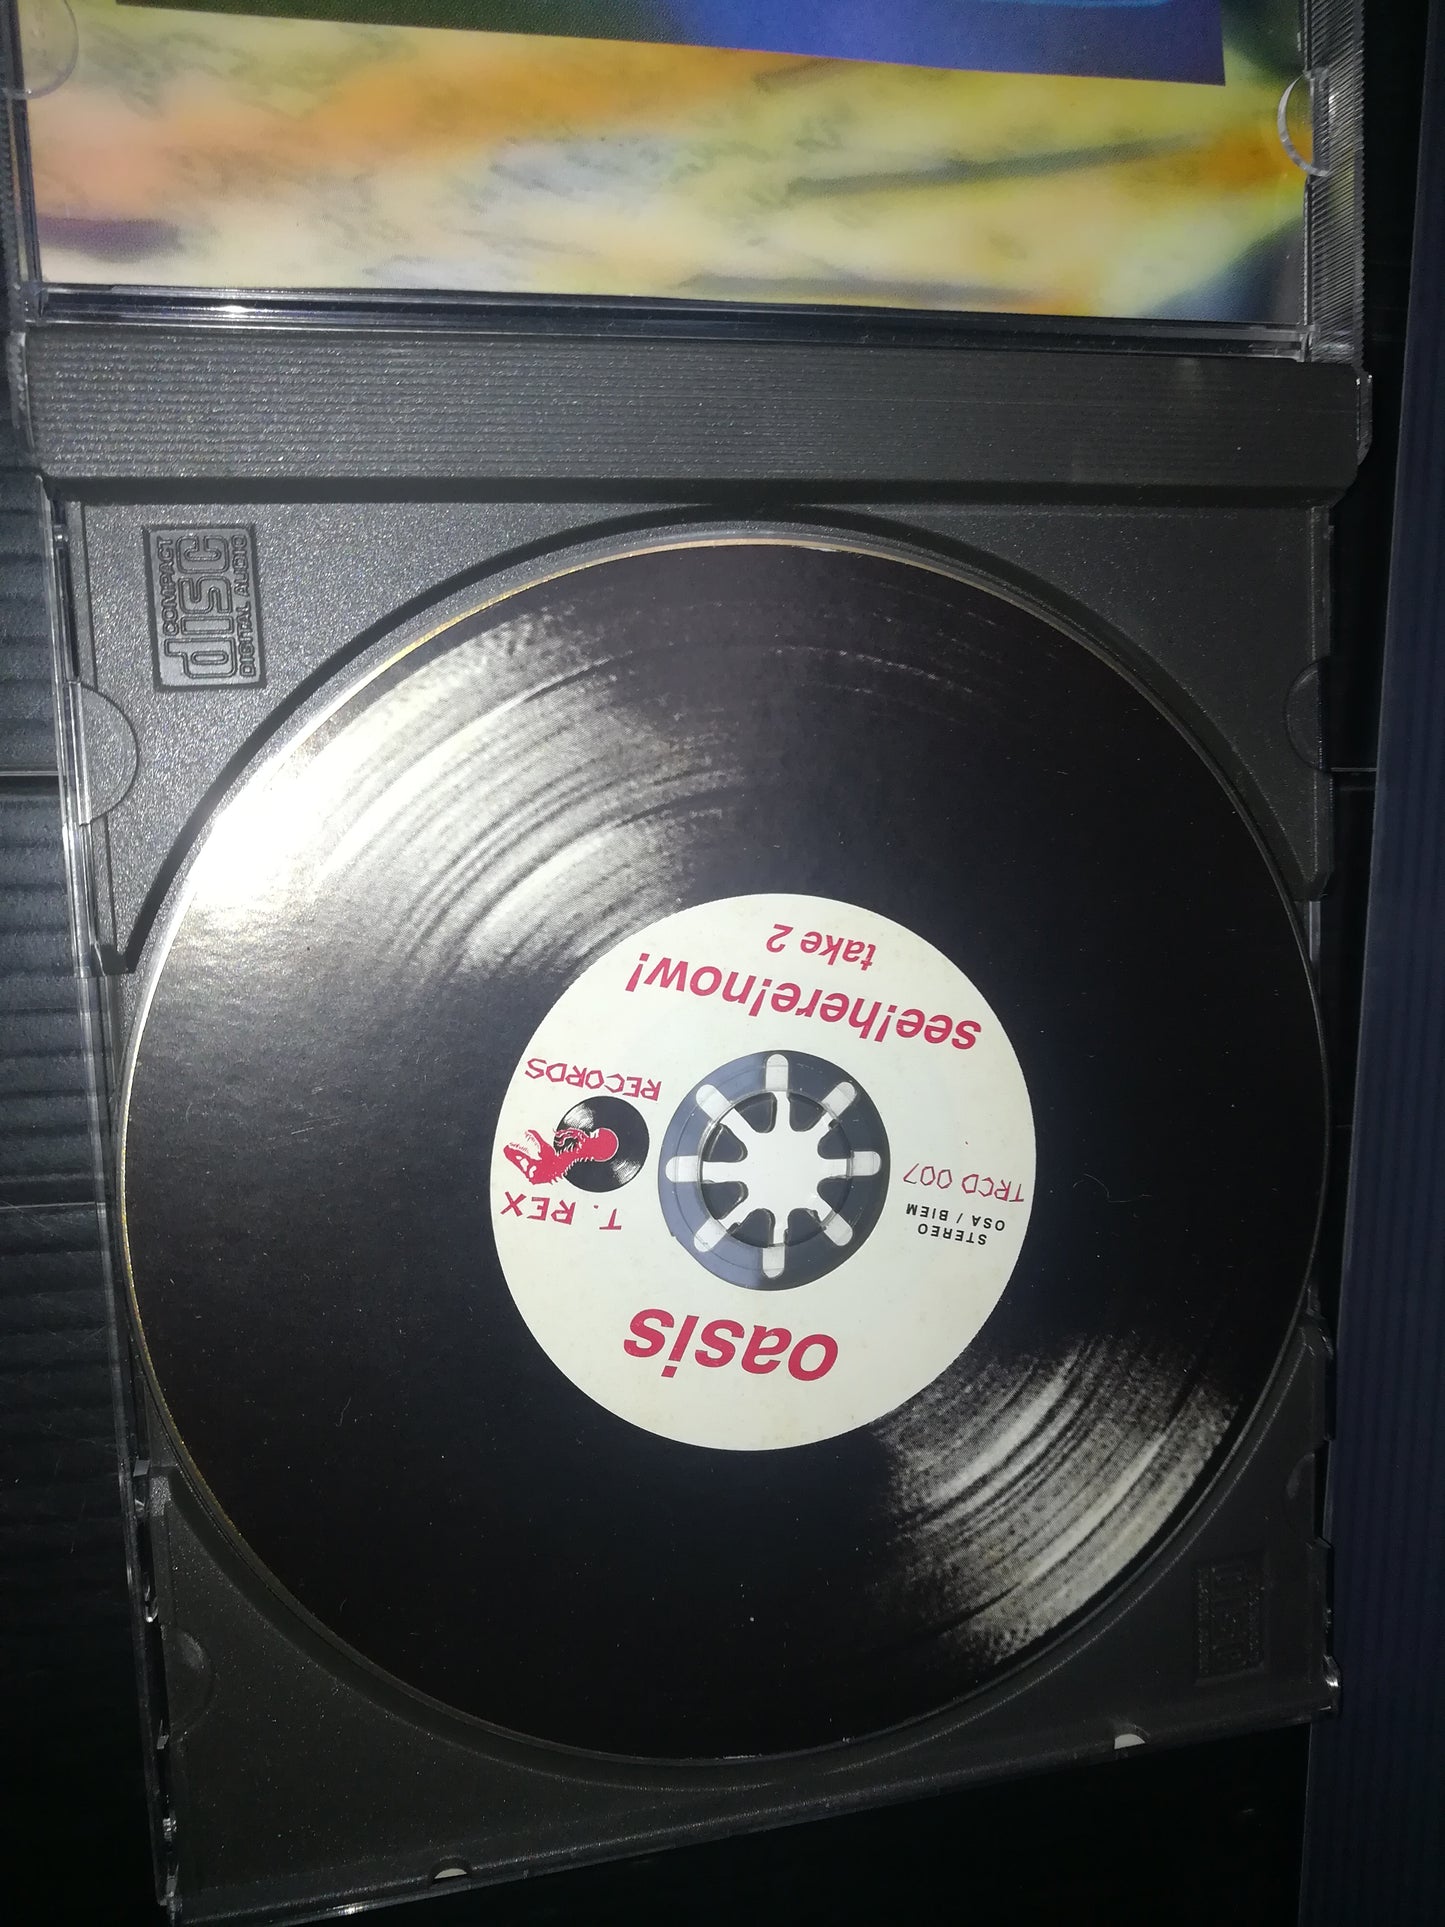 COMPACT
disc
DIGITAL AUDIO
oasis
STEREO
OSA / BIEM
TRCD 007
T. REX
RECORDS
see!here!now!
take 2